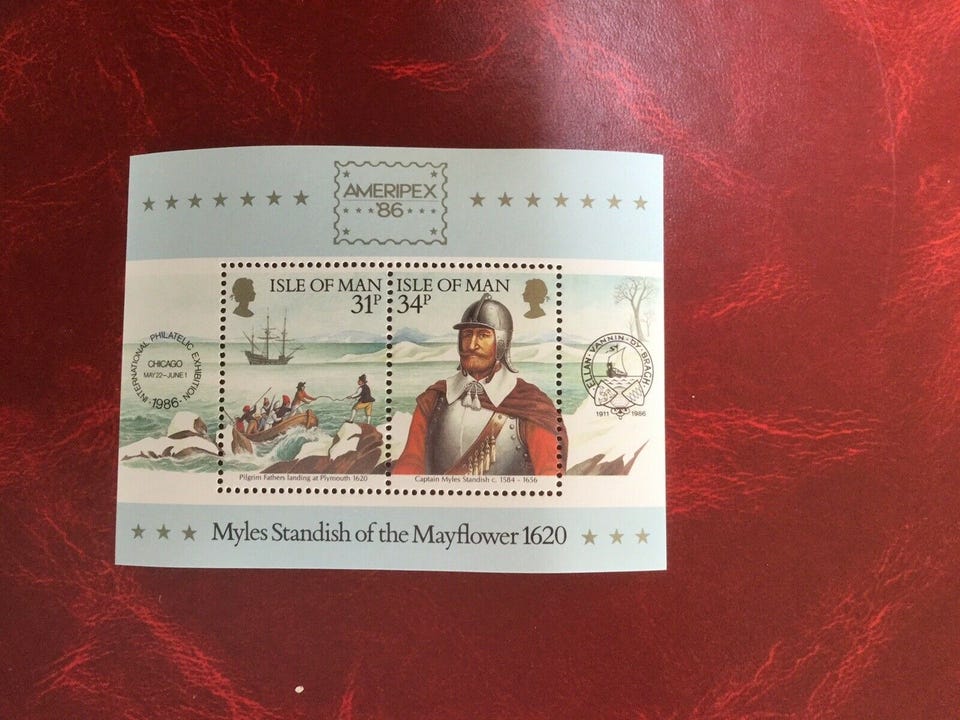 AMERIPEX
'86
ISLE OF MAN
31P
ISLE OF MAN
34P
INTERNATIONAL PHILATELIC EXHIBITION
CHICAGO
MAY 22-JUNE 1
·1986·
ELLAN·VANNIN·DY·BRAGH
1911 1986
Pilgrim Fathers landing at Plymouth 1620
Captain Myles Standish c. 1584 - 1656
Myles Standish of the Mayflower 1620